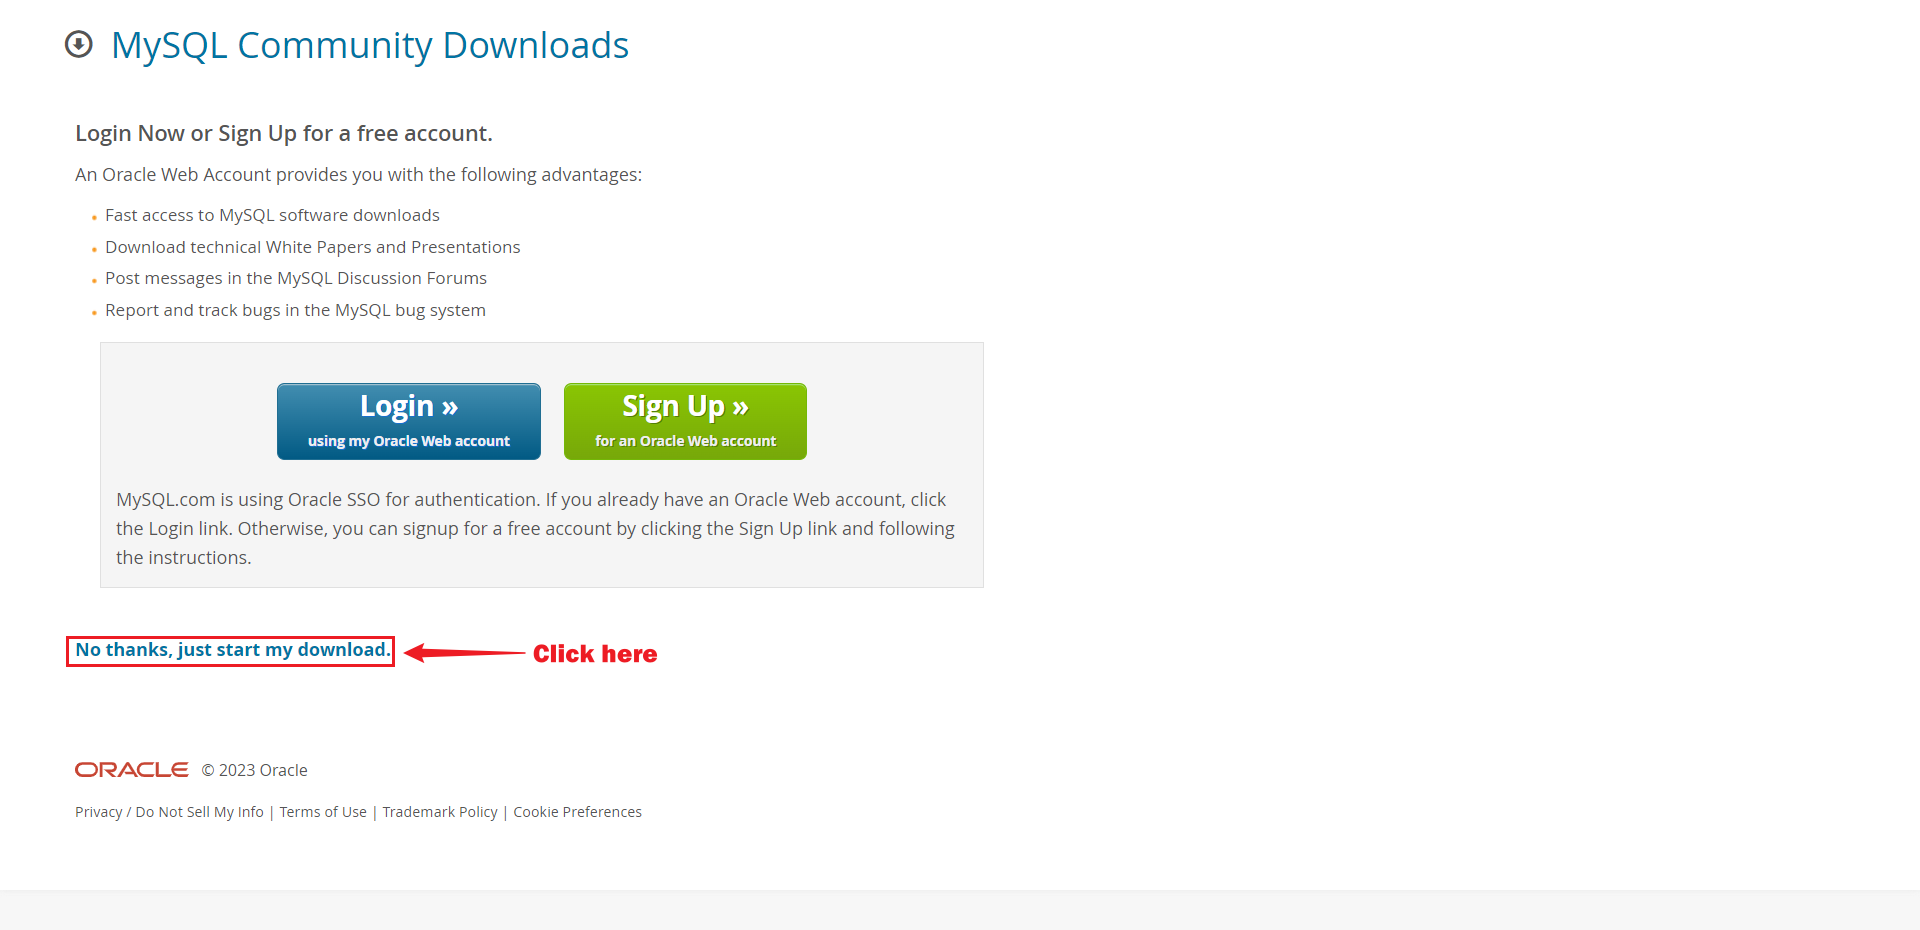 MySQL Community Downloads
Login Now or Sign Up for a free account.
An Oracle Web Account provides you with the following advantages:
Fast access to MySQL software downloads
Download technical White Papers and Presentations
Post messages in the MySQL Discussion Forums
Report and track bugs in the MySQL bug system
Login »
using my Oracle Web account
Sign Up »
for an Oracle Web account
MySQL.com is using Oracle SSO for authentication. If you already have an Oracle Web account, click
the Login link. Otherwise, you can signup for a free account by clicking the Sign Up link and following
the instructions.
No thanks, just start my download.
Click here
ORACLE © 2023 Oracle
Privacy / Do Not Sell My Info | Terms of Use | Trademark Policy | Cookie Preferences